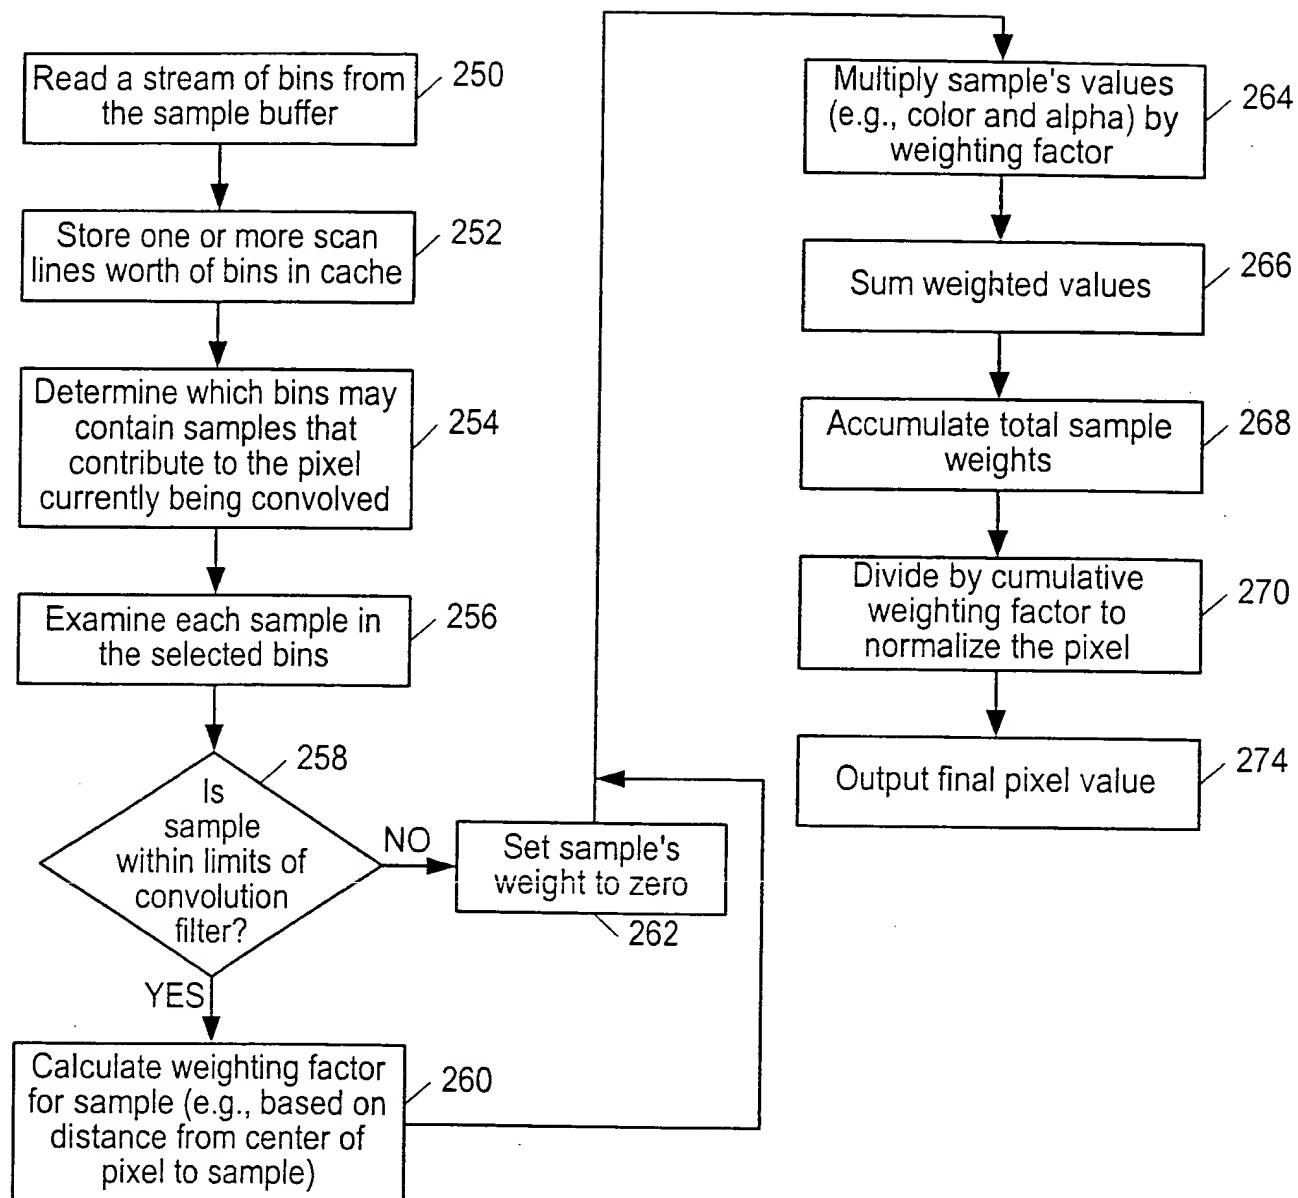 Read a stream of bins from
the sample buffer
250
Store one or more scan
lines worth of bins in cache
252
Determine which bins may
contain samples that
contribute to the pixel
currently being convolved
254
Examine each sample in
the selected bins
256
258
Is
sample
within limits of
convolution
filter?
NO
Set sample's
weight to zero
262
YES
Calculate weighting factor
for sample (e.g., based on
distance from center of
pixel to sample)
260
Multiply sample's values
(e.g., color and alpha) by
weighting factor
264
Sum weighted values
266
Accumulate total sample
weights
268
Divide by cumulative
weighting factor to
normalize the pixel
270
Output final pixel value
274